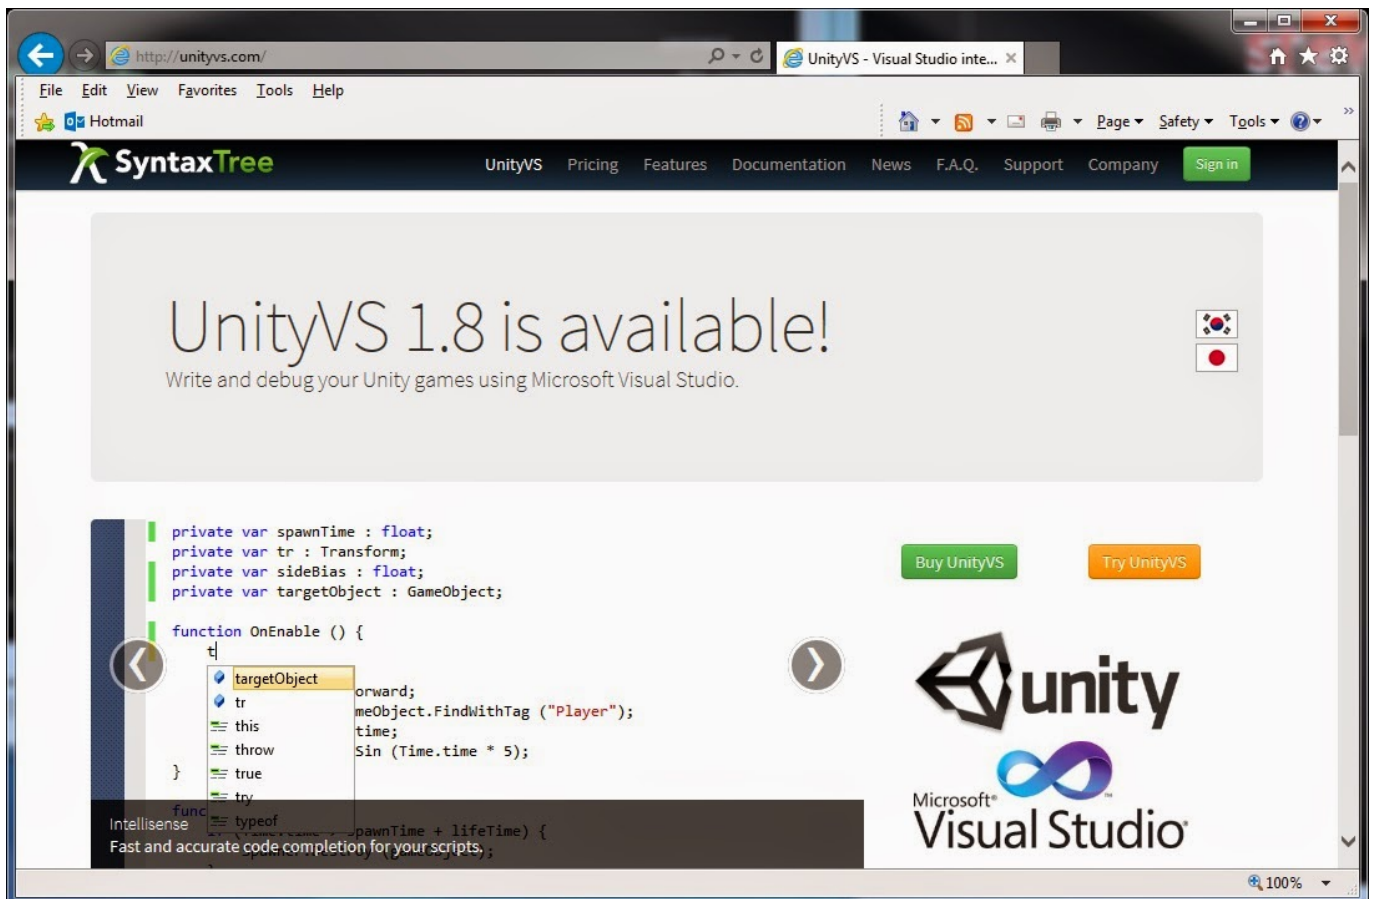 http://unityvs.com/
UnityVS - Visual Studio inte...
File Edit View Favorites Tools Help
Hotmail
Page Safety Tools
SyntaxTree
UnityVS Pricing Features Documentation News F.A.Q. Support Company Sign in
UnityVS 1.8 is available!
Write and debug your Unity games using Microsoft Visual Studio.
private var spawnTime : float;
private var tr : Transform;
private var sideBias : float;
private var targetObject : GameObject;
function OnEnable () {
t
targetObject
tr
this
throw
true
try
typeof
orward;
meObject.FindWithTag ("Player");
time;
Sin (Time.time * 5);
}
func
spawnTime + lifeTime) {
Intellisense
Fast and accurate code completion for your scripts.
Buy UnityVS
Try UnityVS
unity
Microsoft®
Visual Studio
100%